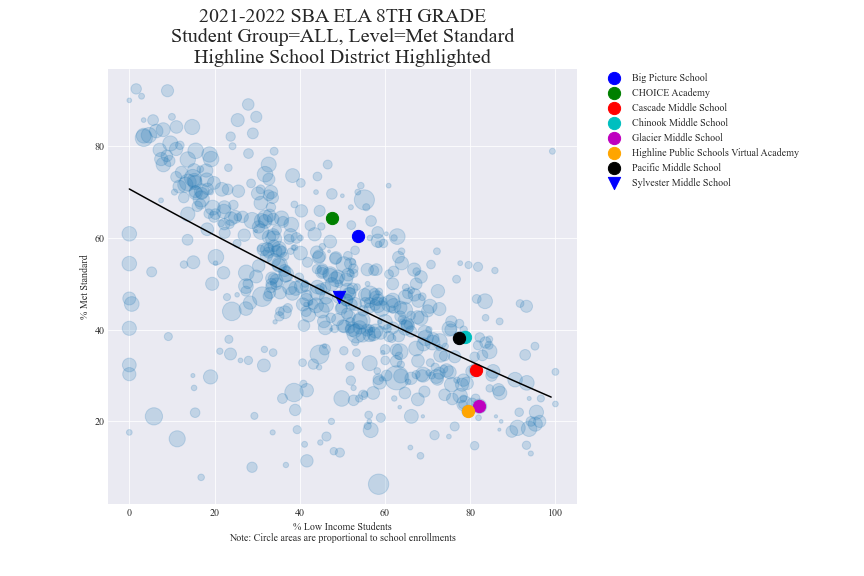 2021-2022 SBA ELA 8TH GRADE
Student Group=ALL, Level=Met Standard
Highline School District Highlighted
Big Picture School
CHOICE Academy
Cascade Middle School
Chinook Middle School
Glacier Middle School
Highline Public Schools Virtual Academy
Pacific Middle School
Sylvester Middle School
% Met Standard
80
60
40
20
0 20 40 60 80 100
% Low Income Students
Note: Circle areas are proportional to school enrollments